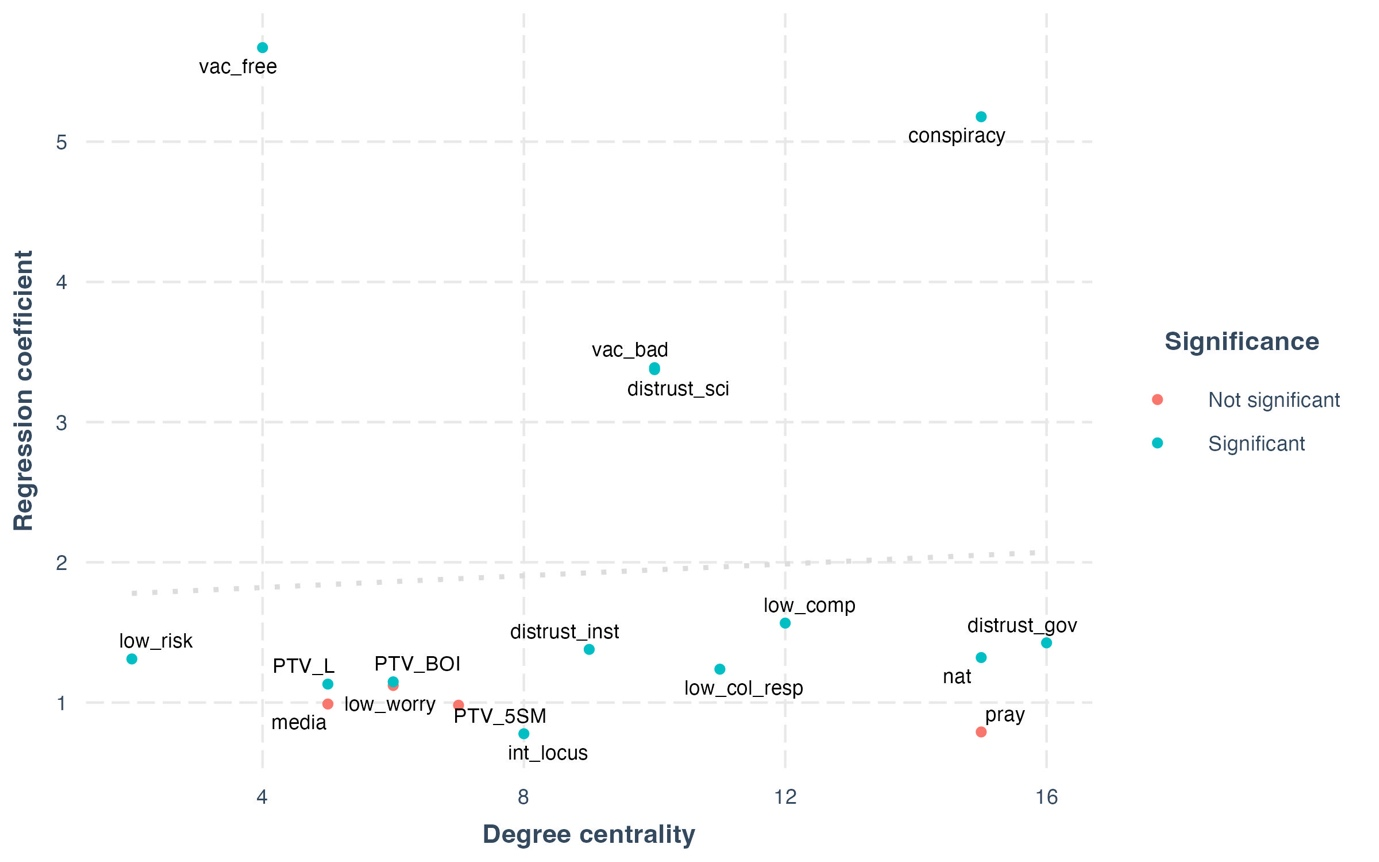 vac_free
conspiracy
5
4
vac_bad
distrust_sci
3
2
low_comp
distrust_inst
distrust_gov
low_risk
PTV_L
PTV_BOI
nat
low_col_resp
1
low_worry
media
PTV_5SM
pray
int_locus
4
8
12
16
Degree centrality
Regression coefficient
Significance
Not significant
Significant